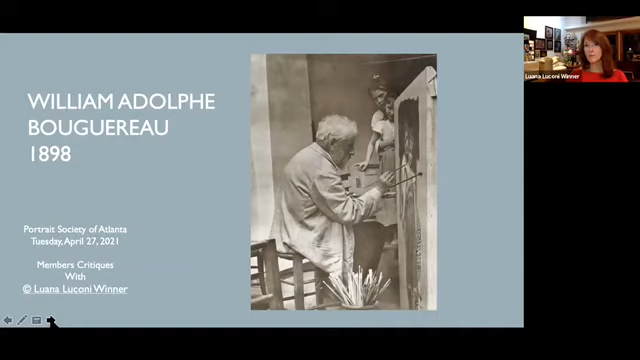 WILLIAM ADOLPHE
BOUGUEREAU
1898
Portrait Society of Atlanta
Tuesday, April 27, 2021
Members Critiques
With
© Luana Luconi Winner
Luana Luconi Winner